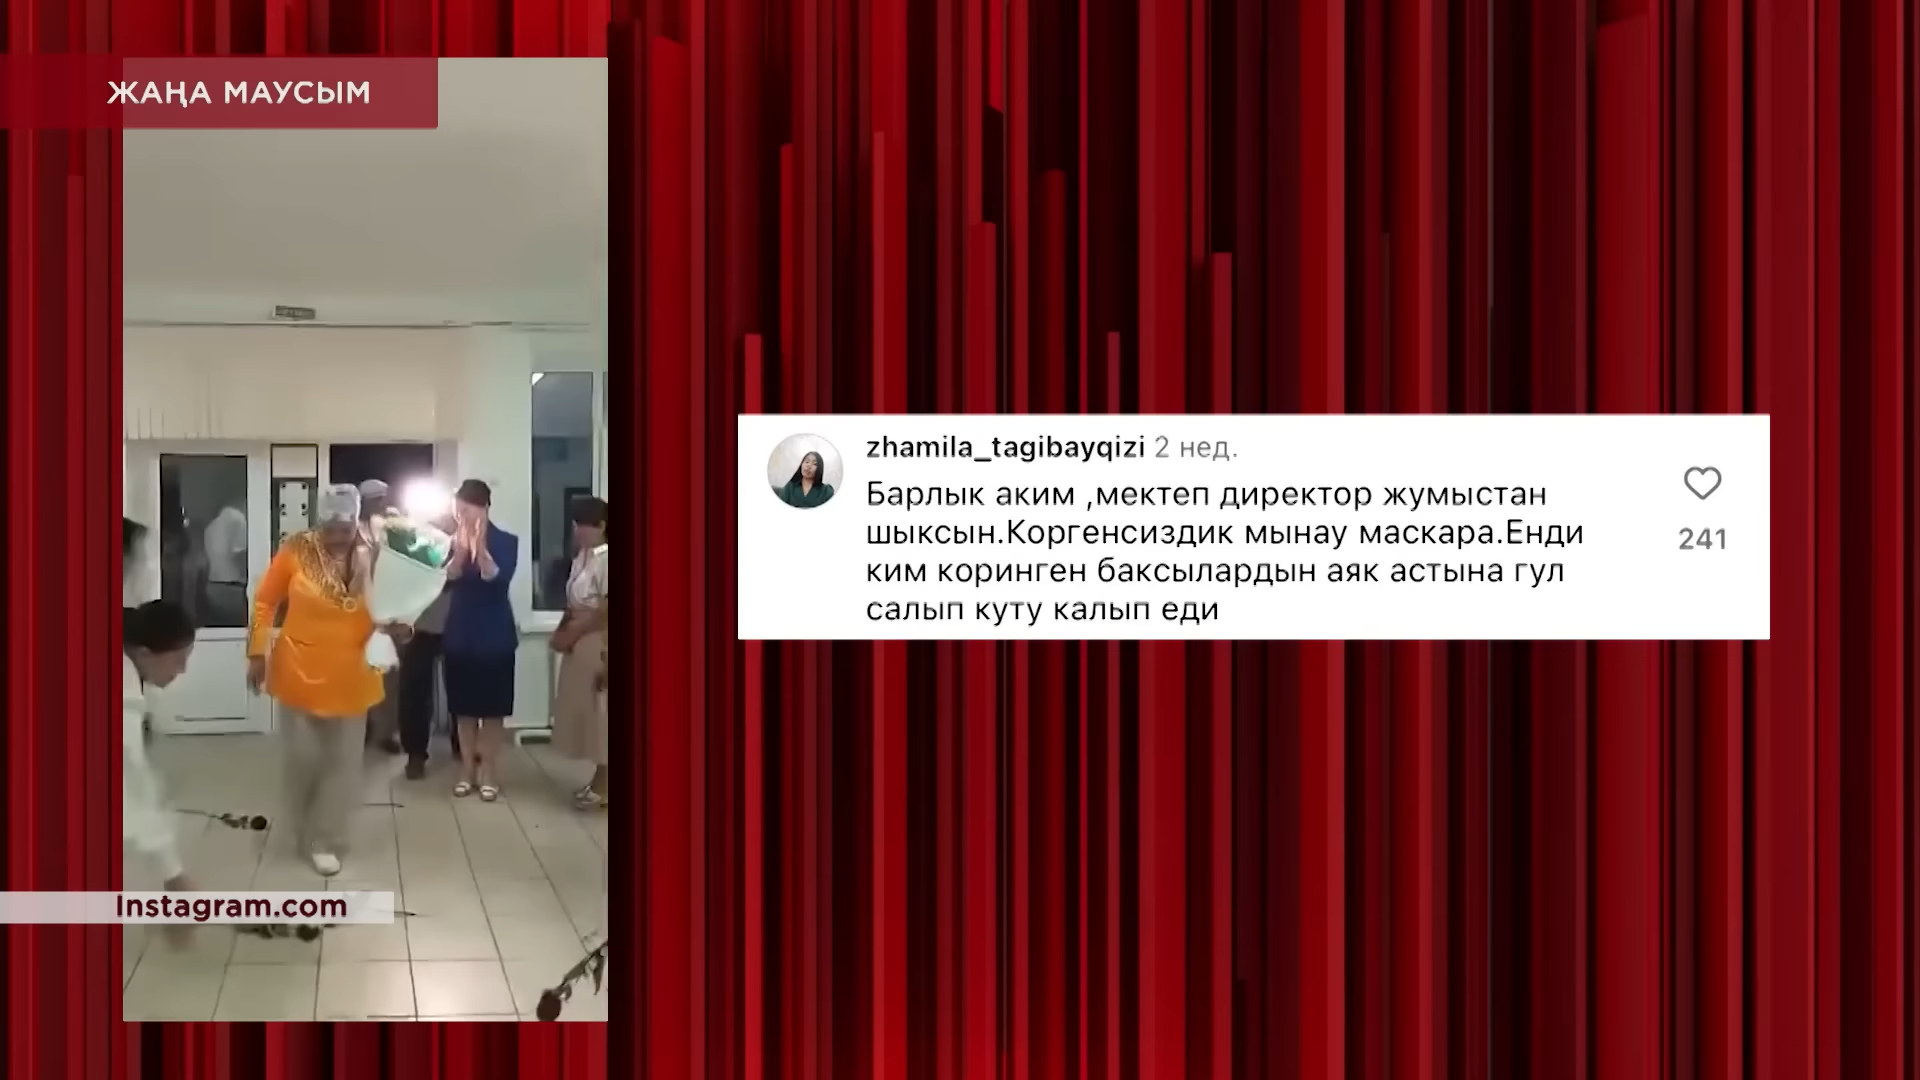 ЖАҢА МАУСЫМ
zhamila_tagibayqizi 2 нед.
Барлык аким ,мектеп директор жумыстан
шыксын.Коргенсиздик мынау маскара.Енди
ким коринген баксылардын аяк астына гул
салып куту калып еди
241
Instagram.com